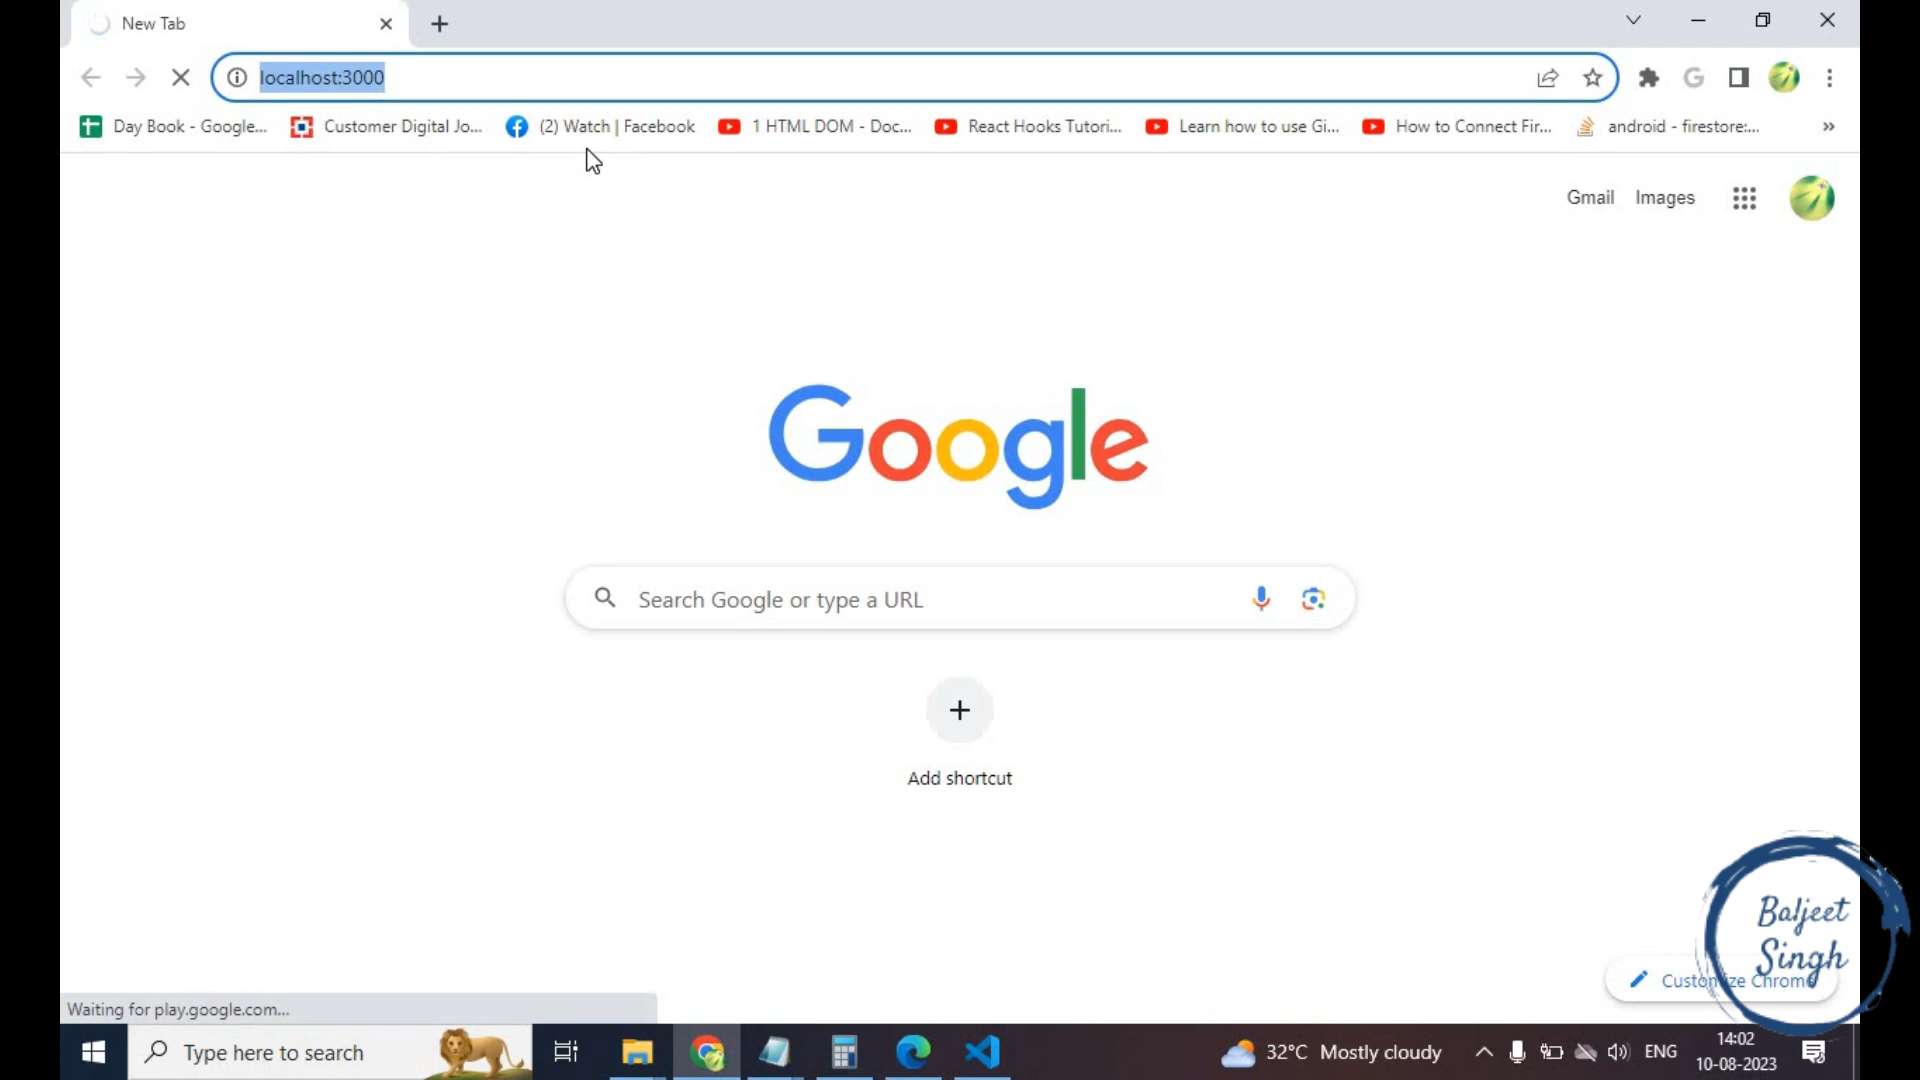 New Tab
localhost:3000
Day Book - Google...
Customer Digital Jo...
(2) Watch | Facebook
1 HTML DOM - Doc...
React Hooks Tutori...
Learn how to use Gi...
How to Connect Fir...
android - firestore:...
Gmail
Images
Google
Search Google or type a URL
Add shortcut
Baljeet
Singh
Customize Chrome
Waiting for play.google.com...
Type here to search
32°C Mostly cloudy
ENG
14:02
10-08-2023